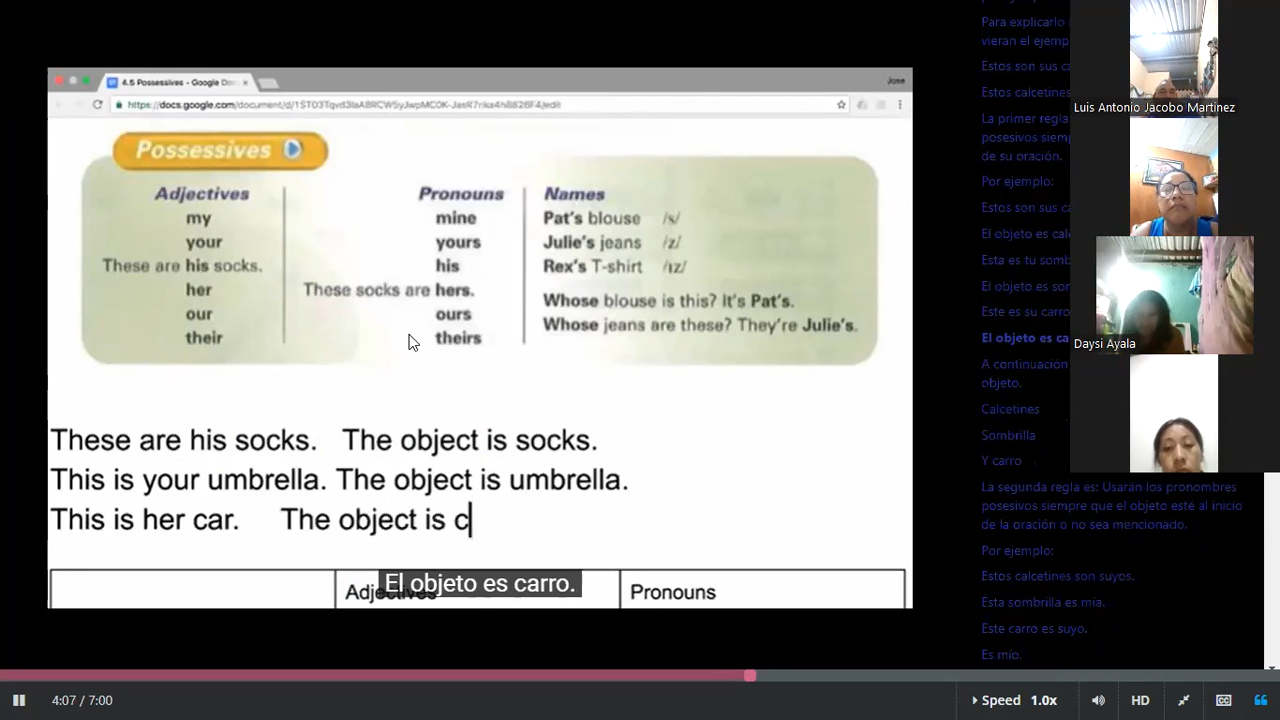 4.5 Possessives - Google Doc
Jose
https://docs.google.com/document/d/
/edit
Possessives
Adjectives
my
your
These are his socks.
her
our
their
Pronouns
mine
yours
his
These socks are hers.
ours
theirs
Names
Pat's blouse /s/
Julie's jeans /z/
Rex's T-shirt /ız/
Whose blouse is this? It's Pat's.
Whose jeans are these? They're Julie's.
These are his socks. The object is socks.
This is your umbrella. The object is umbrella.
This is her car. The object is c
Adjectives
Pronouns
El objeto es carro.
Para explicarlo
vieran el ejemp
Estos son sus ca
Estos calcetines
La primer regla
posesivos siemp
de su oración.
Por ejemplo:
Estos son sus ca
El objeto es calc
Esta es tu somb
El objeto es son
Este es su carro
El objeto es ca
A continuación
objeto.
Calcetines
Sombrilla
Y carro
La segunda regla es: Usarán los pronombres
posesivos siempre que el objeto esté al inicio
de la oración o no sea mencionado.
Por ejemplo:
Estos calcetines son suyos.
Esta sombrilla es mía.
Este carro es suyo.
Es mío.
Luis Antonio Jacobo Martinez
Daysi Ayala
4:07 / 7:00
Speed 1.0x
HD
CC